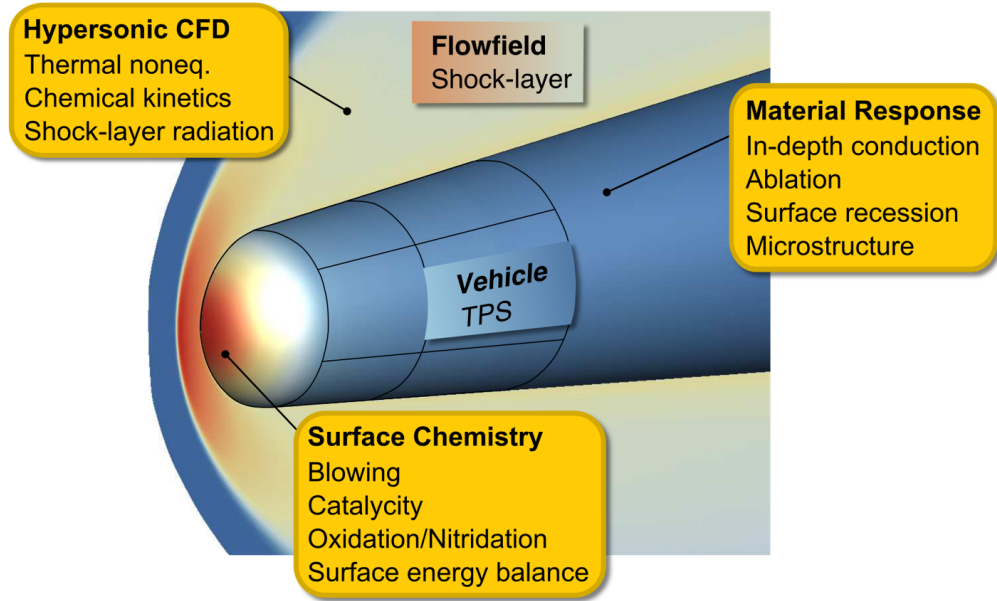 Hypersonic CFD
Thermal noneq.
Chemical kinetics
Shock-layer radiation
Flowfield
Shock-layer
Material Response
In-depth conduction
Ablation
Surface recession
Microstructure
Vehicle
TPS
Surface Chemistry
Blowing
Catalycity
Oxidation/Nitridation
Surface energy balance